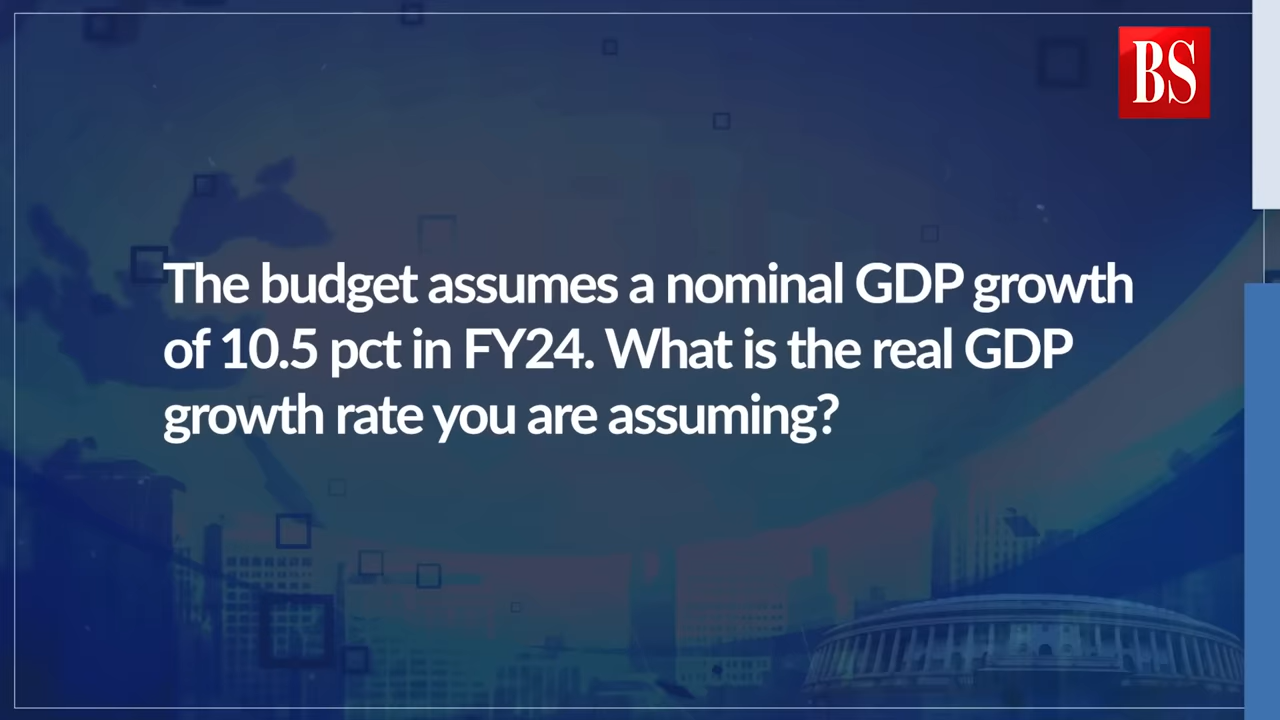 BS
The budget assumes a nominal GDP growth
of 10.5 pct in FY24. What is the real GDP
growth rate you are assuming?